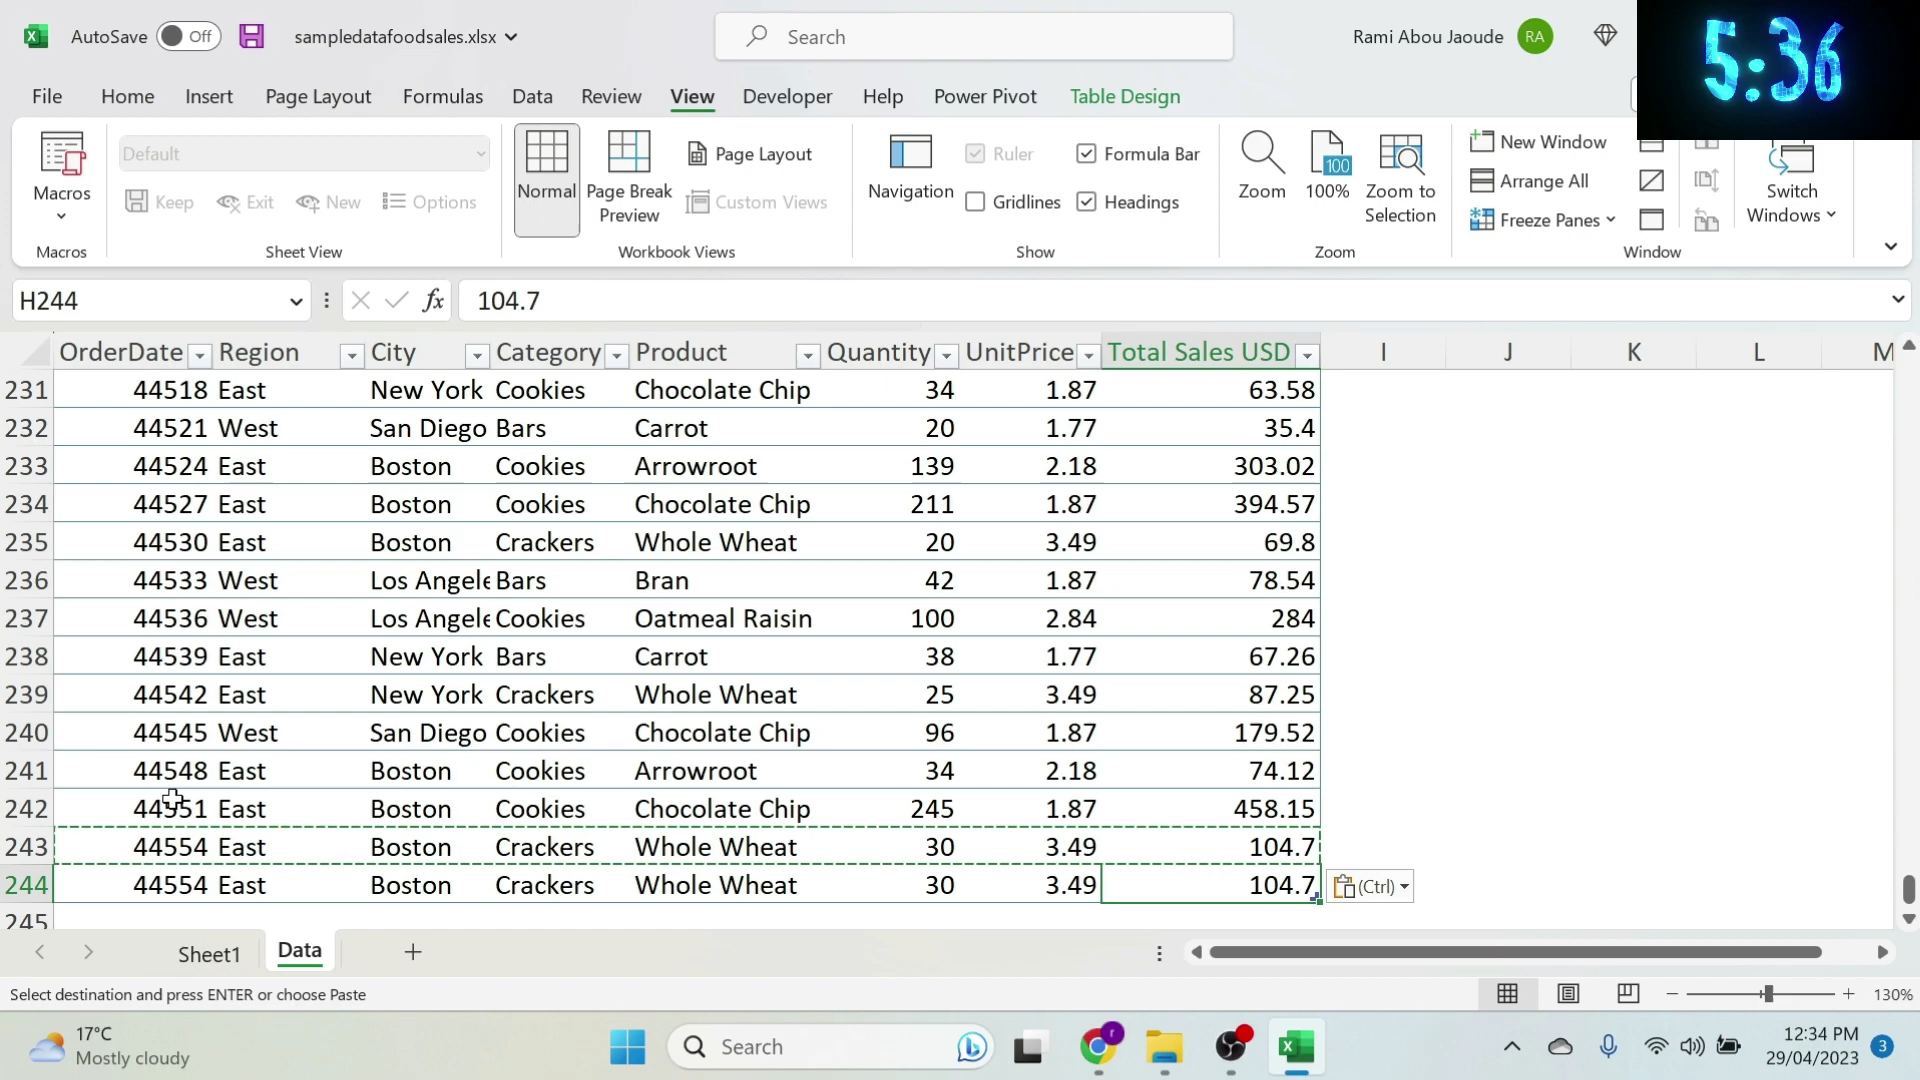 AutoSave Off sampledatafoodsales.xlsx Search Rami Abou Jaoude RA 5:36
File Home Insert Page Layout Formulas Data Review View Developer Help Power Pivot Table Design
Macros
Macros
Default
Keep Exit New Options
Sheet View
Normal
Page Break Preview
Page Layout
Custom Views
Workbook Views
Navigation
Ruler Formula Bar
Gridlines Headings
Show
Zoom
100
100%
Zoom to Selection
Zoom
New Window
Arrange All
Freeze Panes
Switch Windows
Window
H244 fx 104.7
OrderDate Region City Category Product Quantity UnitPrice Total Sales USD I J K L M
231 44518 East New York Cookies Chocolate Chip 34 1.87 63.58
232 44521 West San Diego Bars Carrot 20 1.77 35.4
233 44524 East Boston Cookies Arrowroot 139 2.18 303.02
234 44527 East Boston Cookies Chocolate Chip 211 1.87 394.57
235 44530 East Boston Crackers Whole Wheat 20 3.49 69.8
236 44533 West Los Angele Bars Bran 42 1.87 78.54
237 44536 West Los Angele Cookies Oatmeal Raisin 100 2.84 284
238 44539 East New York Bars Carrot 38 1.77 67.26
239 44542 East New York Crackers Whole Wheat 25 3.49 87.25
240 44545 West San Diego Cookies Chocolate Chip 96 1.87 179.52
241 44548 East Boston Cookies Arrowroot 34 2.18 74.12
242 44551 East Boston Cookies Chocolate Chip 245 1.87 458.15
243 44554 East Boston Crackers Whole Wheat 30 3.49 104.7
244 44554 East Boston Crackers Whole Wheat 30 3.49 104.7 (Ctrl)
245
Sheet1 Data
Select destination and press ENTER or choose Paste 130%
17°C
Mostly cloudy
Search
r
12:34 PM
29/04/2023
3